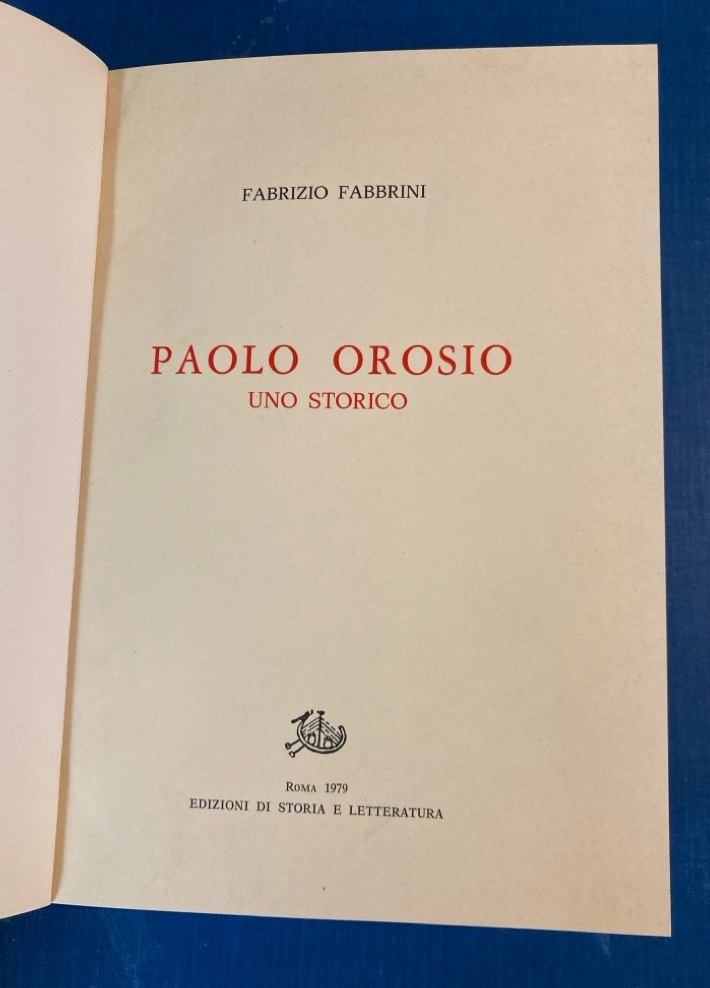 FABRIZIO FABBRINI
PAOLO OROSIO
UNO STORICO
ROMA 1979
EDIZIONI DI STORIA E LETTERATURA